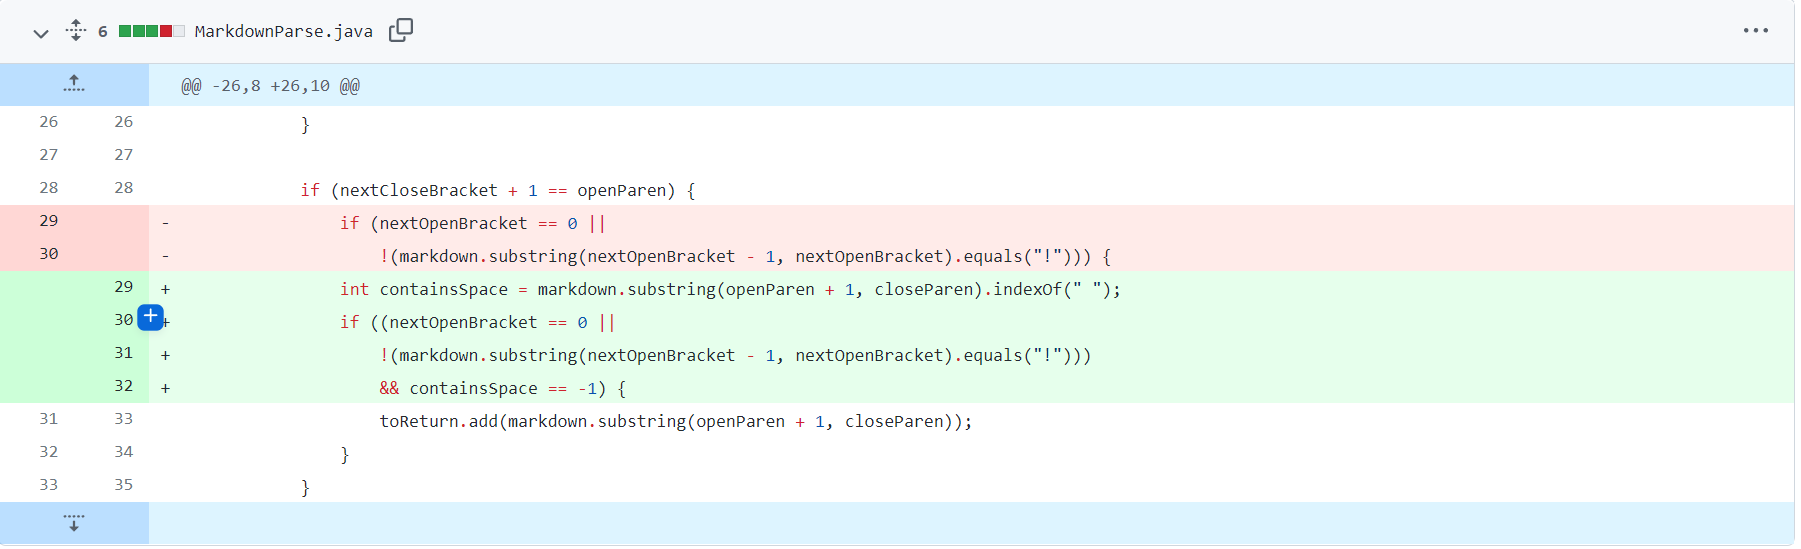 6 MarkdownParse.java
@@ -26,8 +26,10 @@
26 26 }
27 27
28 28 if (nextCloseBracket + 1 == openParen) {
29 - if (nextOpenBracket == 0 ||
30 - !(markdown.substring(nextOpenBracket - 1, nextOpenBracket).equals("!"))) {
29 + int containsSpace = markdown.substring(openParen + 1, closeParen).indexOf(" ");
30 + if ((nextOpenBracket == 0 ||
31 + !(markdown.substring(nextOpenBracket - 1, nextOpenBracket).equals("!")))
32 + && containsSpace == -1) {
31 33 toReturn.add(markdown.substring(openParen + 1, closeParen));
32 34 }
33 35 }